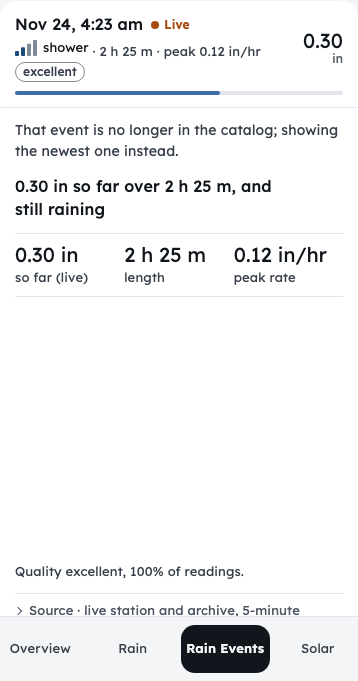 Nov 24, 4:23 am Live
0.30
in
shower · 2 h 25 m · peak 0.12 in/hr
excellent
That event is no longer in the catalog; showing
the newest one instead.
0.30 in so far over 2 h 25 m, and
still raining
0.30 in 2 h 25 m 0.12 in/hr
so far (live) length peak rate
Quality excellent, 100% of readings.
Source · live station and archive, 5-minute
Overview Rain Rain Events Solar